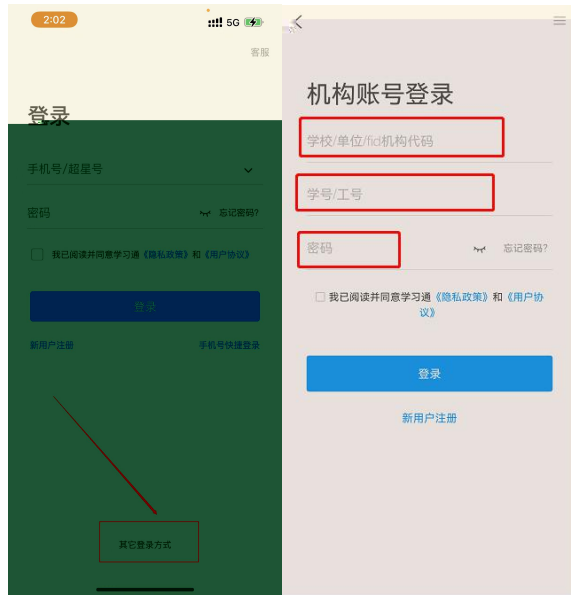 2:02
5G
客服
登录
手机号/超星号
密码
忘记密码?
我已阅读并同意学习通《隐私政策》和《用户协议》
登录
新用户注册
手机号快捷登录
其它登录方式
机构账号登录
学校/单位/fid机构代码
学号/工号
密码
忘记密码?
我已阅读并同意学习通《隐私政策》和《用户协
议》
登录
新用户注册